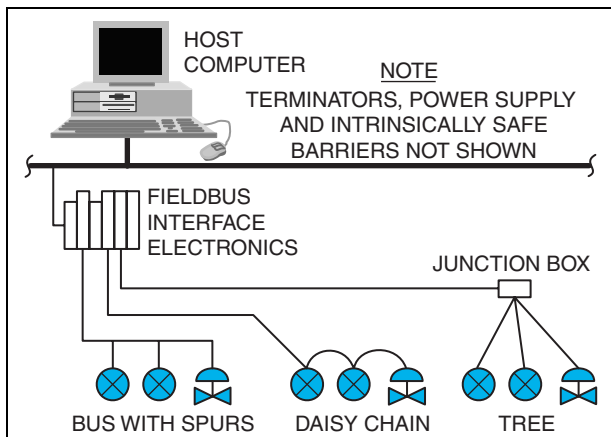 HOST
COMPUTER
NOTE
TERMINATORS, POWER SUPPLY
AND INTRINSICALLY SAFE
BARRIERS NOT SHOWN
FIELDBUS
INTERFACE
ELECTRONICS
JUNCTION BOX
BUS WITH SPURS
DAISY CHAIN
TREE